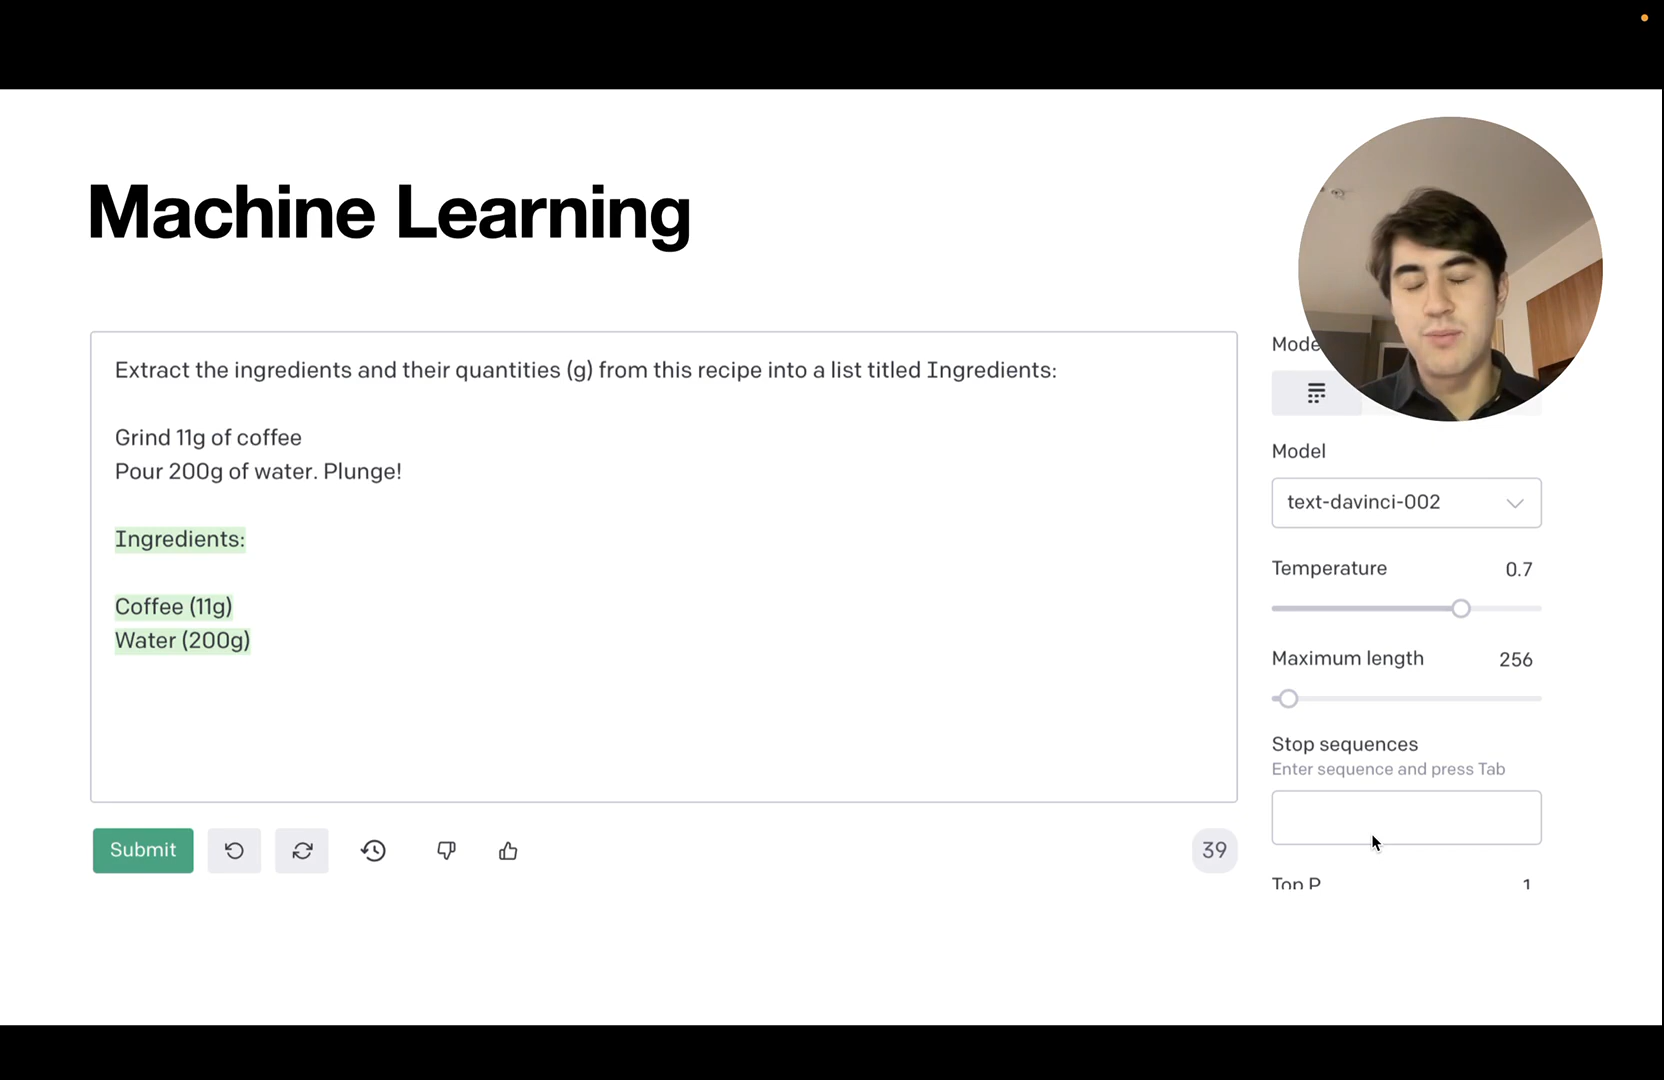 Machine Learning
Extract the ingredients and their quantities (g) from this recipe into a list titled Ingredients:
Grind 11g of coffee
Pour 200g of water. Plunge!
Ingredients:
Coffee (11g)
Water (200g)
Submit
39
Mode
Model
text-davinci-002
Temperature 0.7
Maximum length 256
Stop sequences
Enter sequence and press Tab
Top P 1